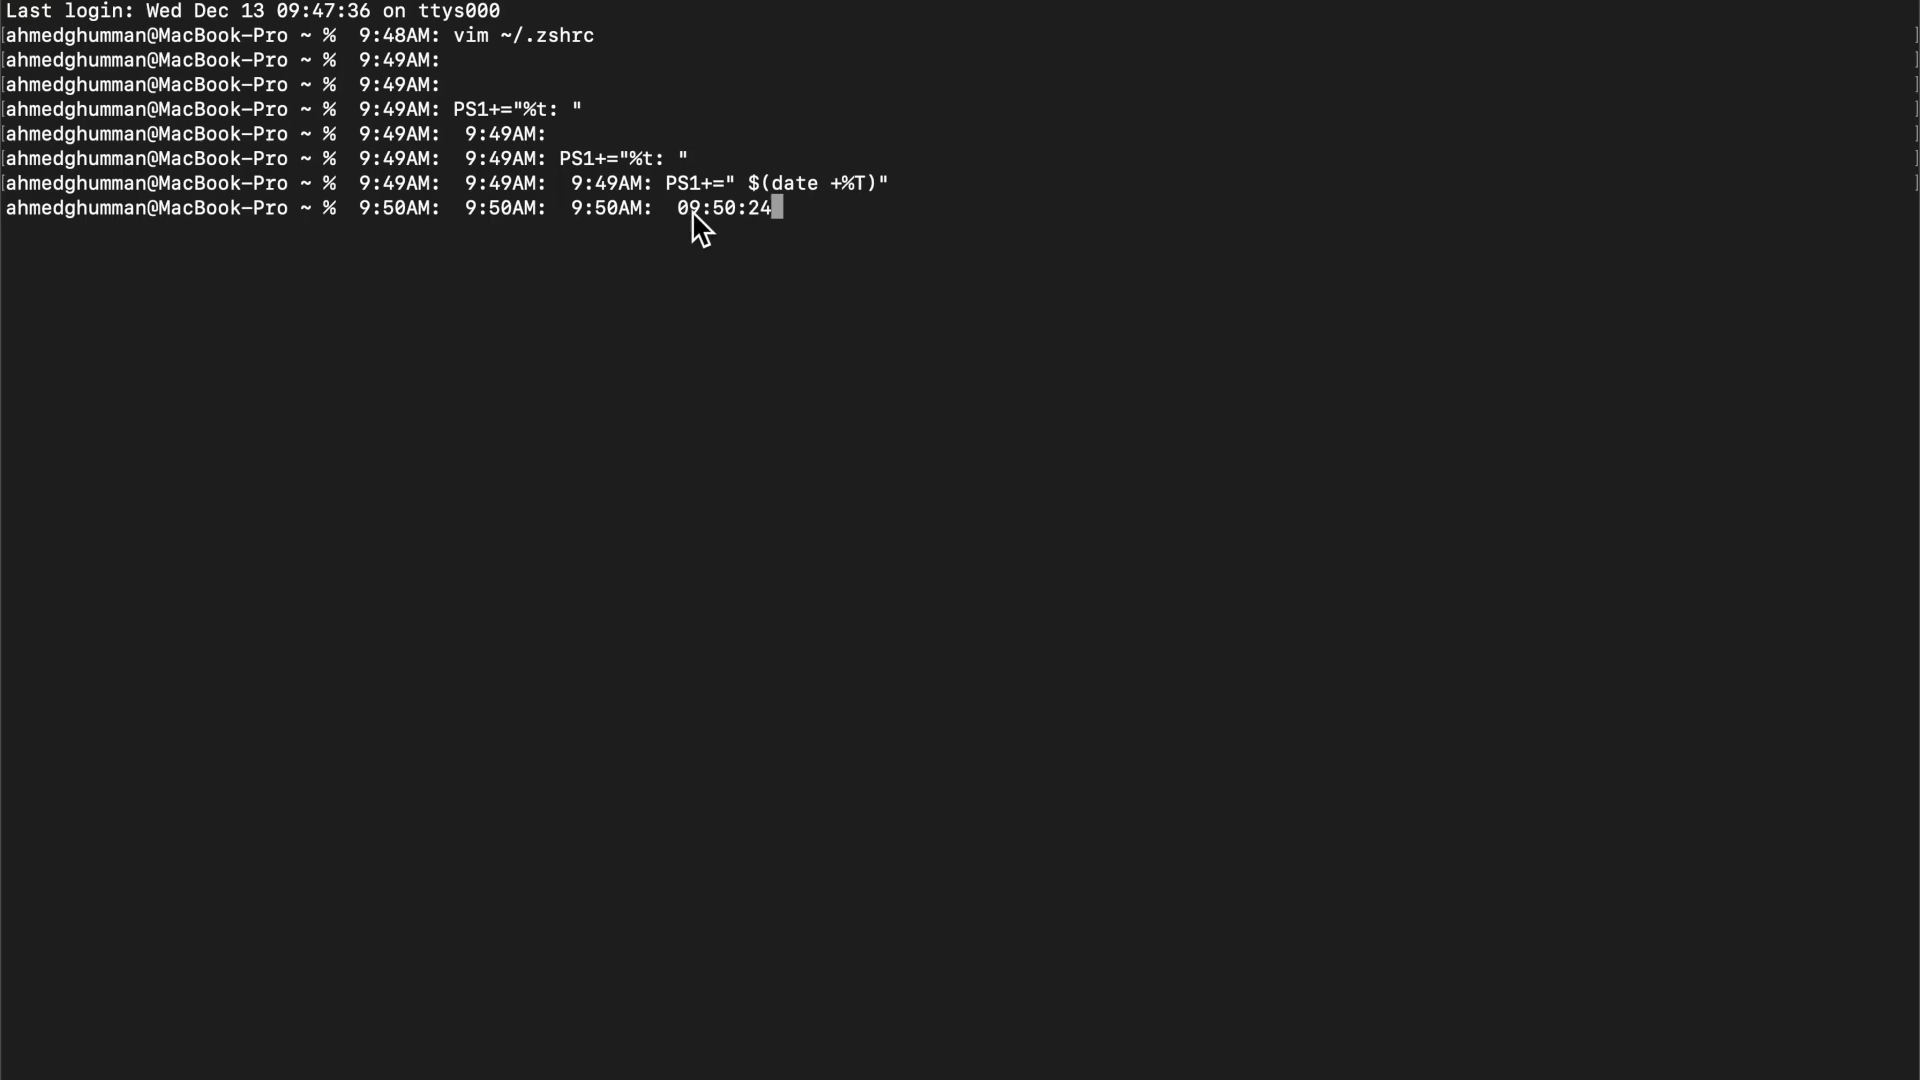 Last login: Wed Dec 13 09:47:36 on ttys000
[ahmedghumman@MacBook-Pro ~ %  9:48AM: vim ~/.zshrc ]
[ahmedghumman@MacBook-Pro ~ %  9:49AM: ]
[ahmedghumman@MacBook-Pro ~ %  9:49AM: ]
[ahmedghumman@MacBook-Pro ~ %  9:49AM: PS1+="%t: " ]
[ahmedghumman@MacBook-Pro ~ %  9:49AM:  9:49AM: ]
[ahmedghumman@MacBook-Pro ~ %  9:49AM:  9:49AM: PS1+="%t: " ]
[ahmedghumman@MacBook-Pro ~ %  9:49AM:  9:49AM:  9:49AM: PS1+=" $(date +%T)" ]
ahmedghumman@MacBook-Pro ~ %  9:50AM:  9:50AM:  9:50AM:  09:50:24